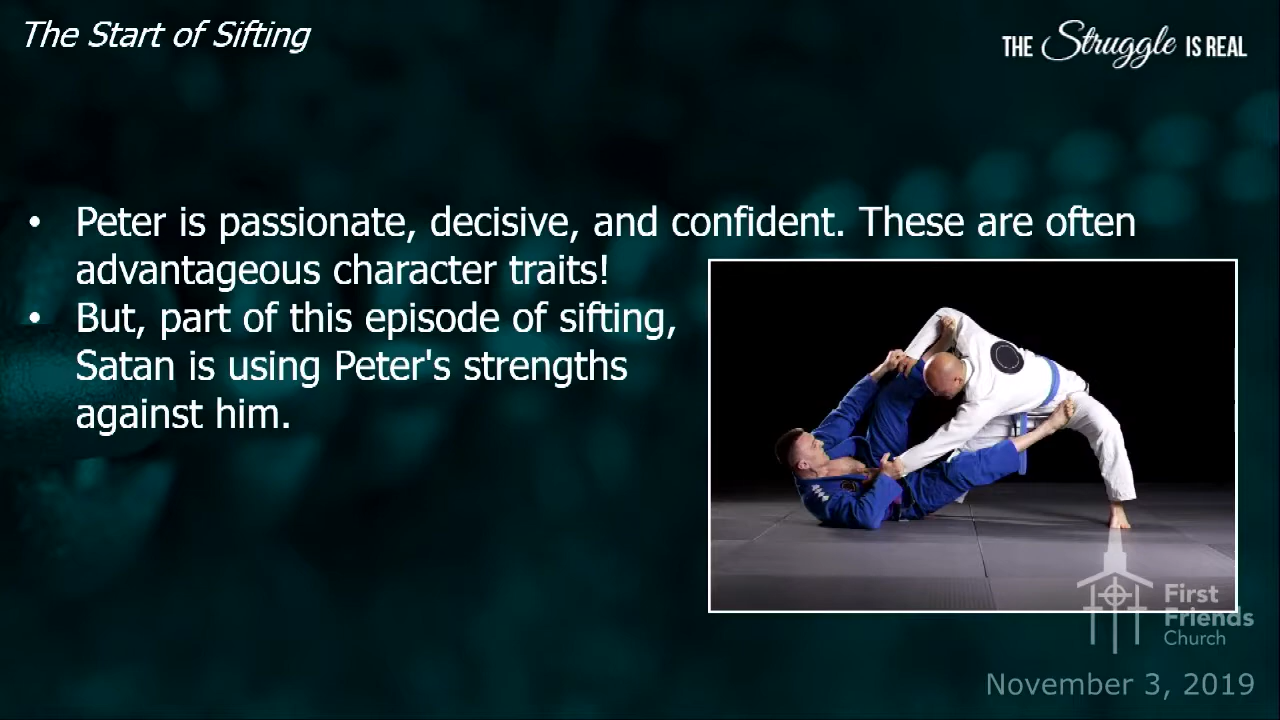 The Start of Sifting
THE Struggle IS REAL
• Peter is passionate, decisive, and confident. These are often
advantageous character traits!
• But, part of this episode of sifting,
Satan is using Peter's strengths
against him.
First
Friends
Church
November 3, 2019